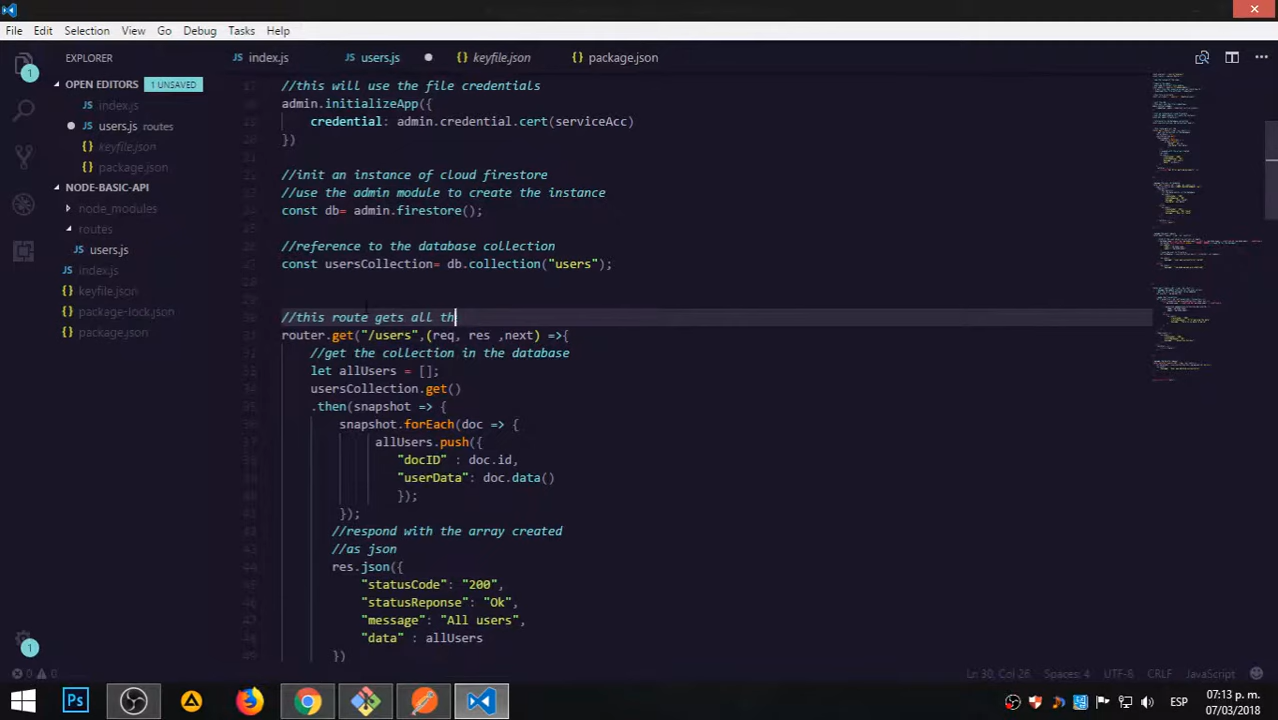 File Edit Selection View Go Debug Tasks Help
EXPLORER
JS index.js
JS users.js
{} keyfile.json
{} package.json
OPEN EDITORS 1 UNSAVED
JS index.js
JS users.js routes
{} keyfile.json
{} package.json
NODE-BASIC-API
node_modules
routes
JS users.js
JS index.js
{} keyfile.json
{} package-lock.json
{} package.json
1
1
//this will use the file credentials
admin.initializeApp({
credential: admin.credential.cert(serviceAcc)
})
//init an instance of cloud firestore
//use the admin module to create the instance
const db= admin.firestore();
//reference to the database collection
const usersCollection= db.collection("users");
//this route gets all th
router.get("/users",(req, res ,next) =>{
//get the collection in the database
let allUsers = [];
usersCollection.get()
.then(snapshot => {
snapshot.forEach(doc => {
allUsers.push({
"docID" : doc.id,
"userData": doc.data()
});
});
//respond with the array created
//as json
res.json({
"statusCode": "200",
"statusReponse": "Ok",
"message": "All users",
"data" : allUsers
})
0 0
Ln 30, Col 26 Spaces: 4 UTF-8 CRLF JavaScript
Ps
ESP
07:13 p. m.
07/03/2018